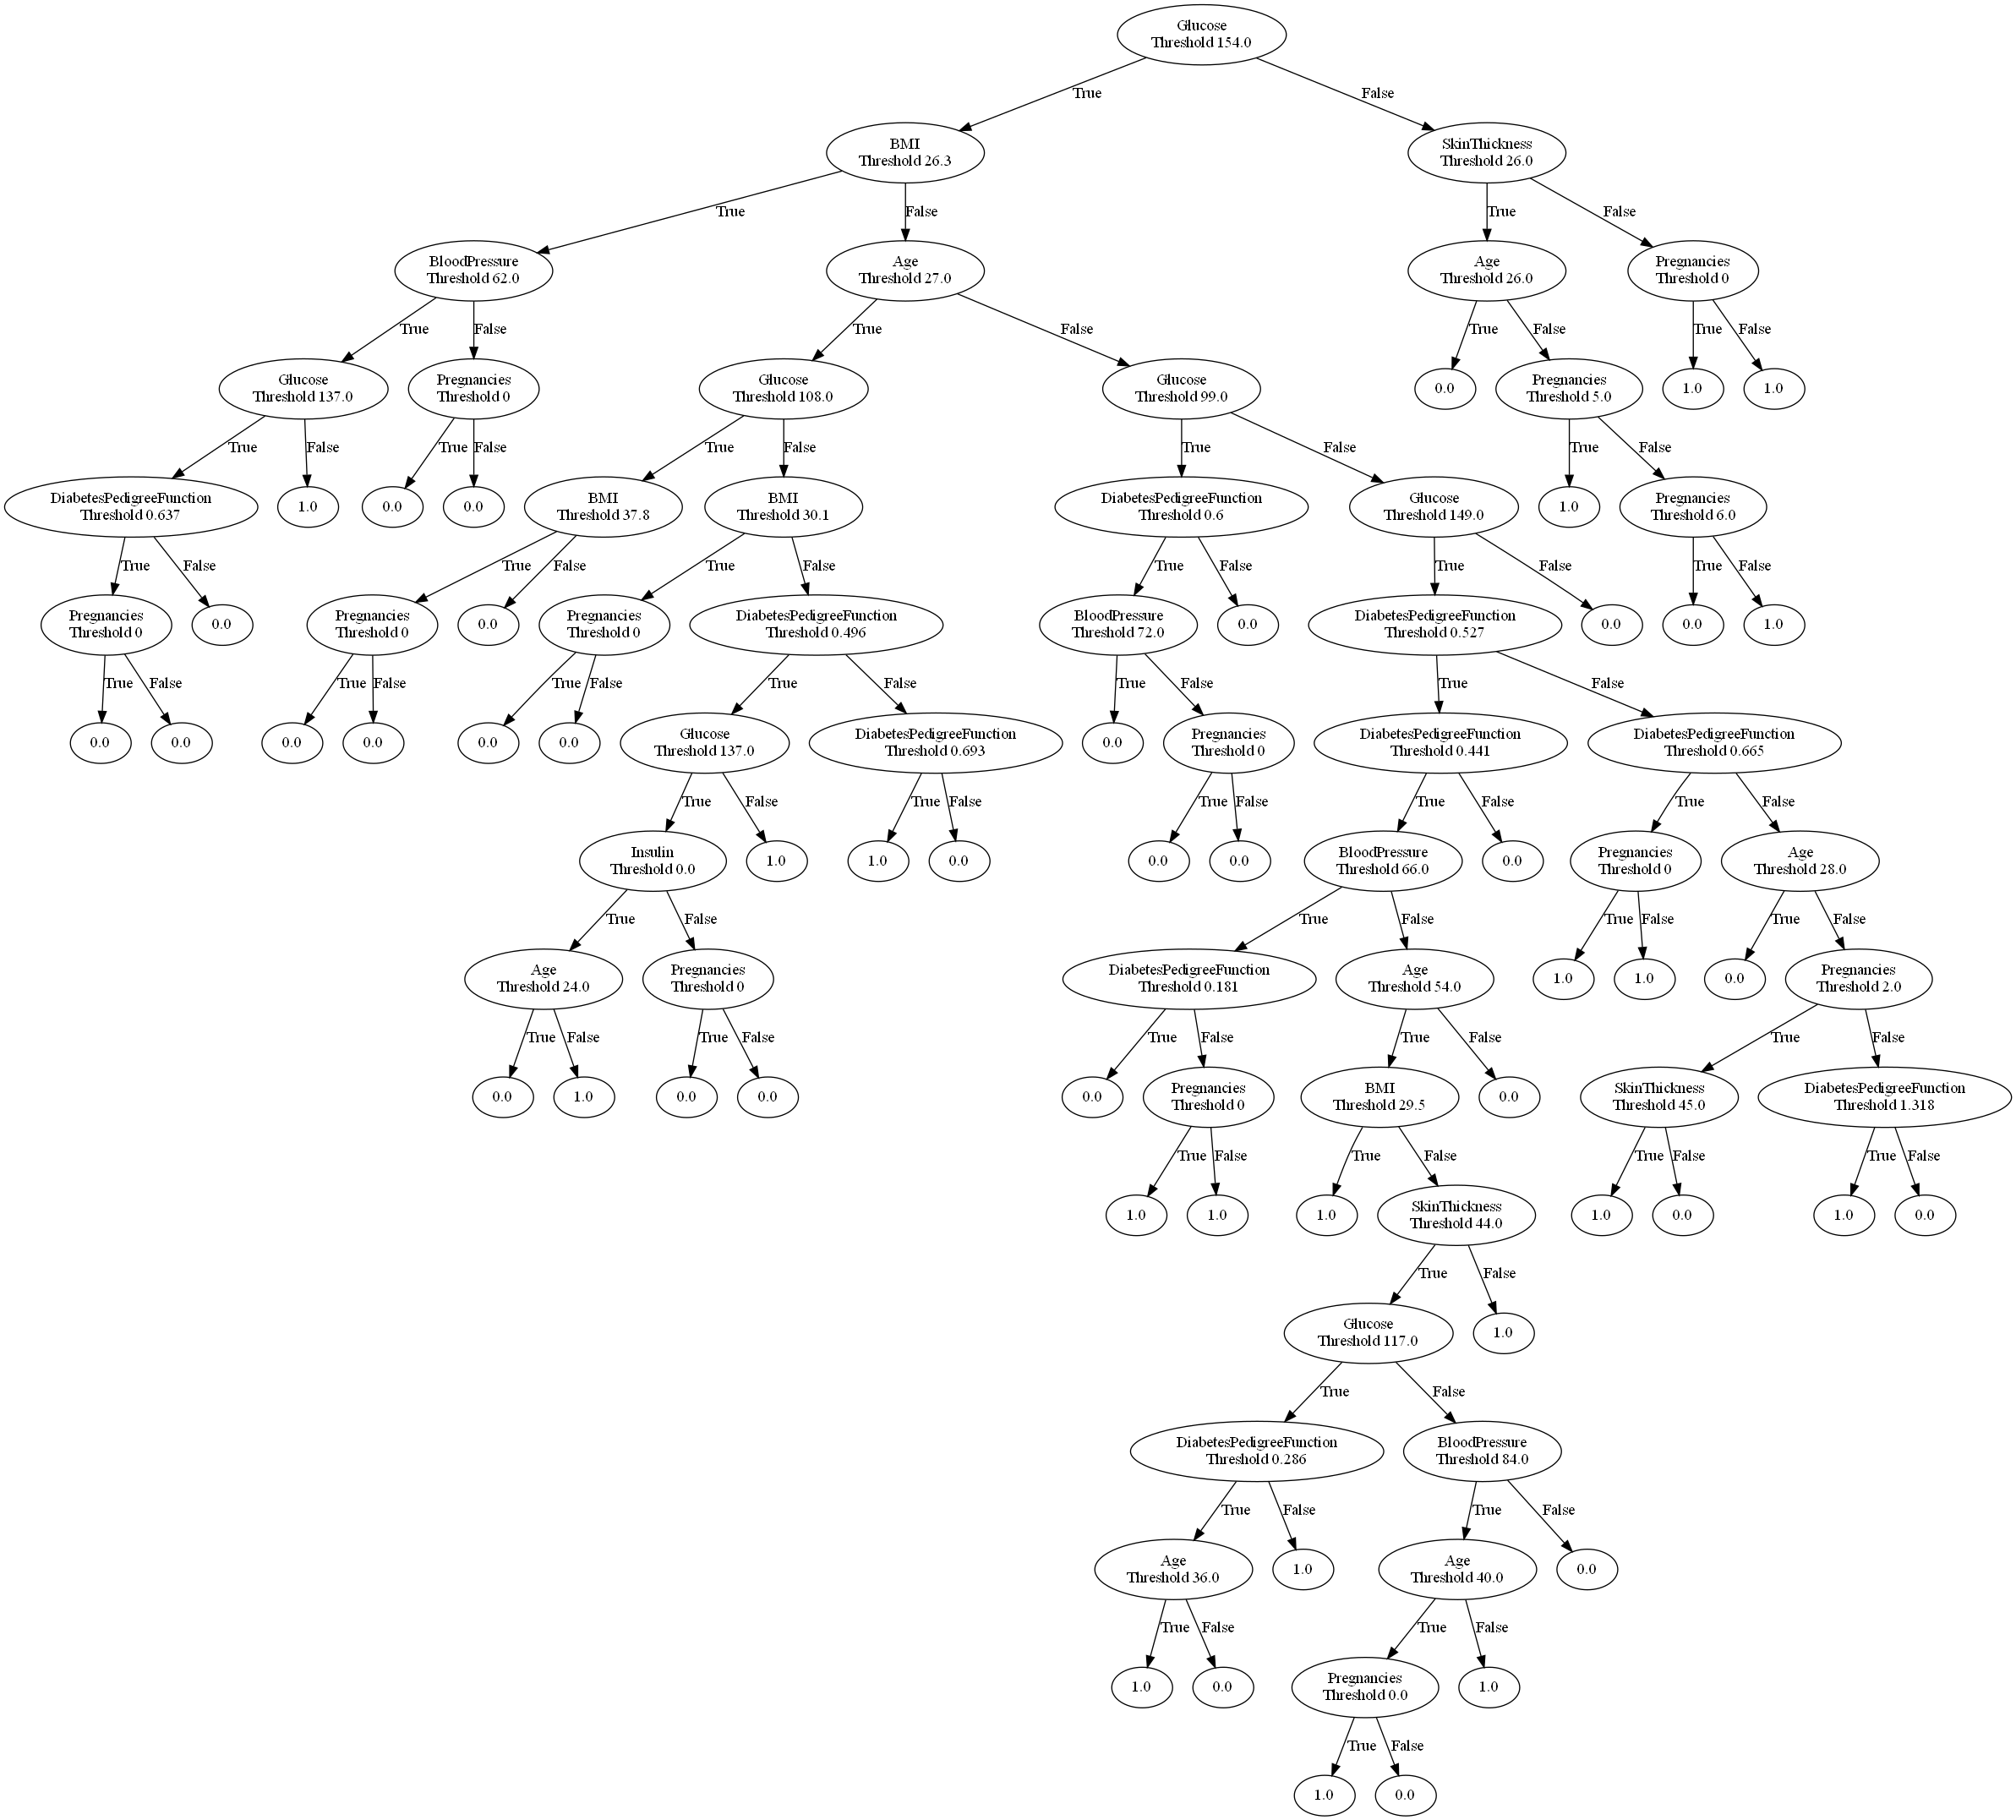 Glucose
Threshold 154.0
True
False
BMI
Threshold 26.3
SkinThickness
Threshold 26.0
True
False
True
False
BloodPressure
Threshold 62.0
Age
Threshold 27.0
Age
Threshold 26.0
Pregnancies
Threshold 0
True
False
True
False
True
False
True
False
Glucose
Threshold 137.0
Pregnancies
Threshold 0
Glucose
Threshold 108.0
Glucose
Threshold 99.0
0.0
Pregnancies
Threshold 5.0
1.0
1.0
True
False
True
False
True
False
True
False
True
False
DiabetesPedigreeFunction
Threshold 0.637
1.0
0.0
0.0
BMI
Threshold 37.8
BMI
Threshold 30.1
DiabetesPedigreeFunction
Threshold 0.6
Glucose
Threshold 149.0
1.0
Pregnancies
Threshold 6.0
True
False
True
False
True
False
True
False
True
False
True
False
Pregnancies
Threshold 0
0.0
Pregnancies
Threshold 0
0.0
Pregnancies
Threshold 0
DiabetesPedigreeFunction
Threshold 0.496
BloodPressure
Threshold 72.0
0.0
DiabetesPedigreeFunction
Threshold 0.527
0.0
0.0
1.0
True
False
True
False
True
False
True
False
True
False
True
False
0.0
0.0
0.0
0.0
0.0
0.0
Glucose
Threshold 137.0
DiabetesPedigreeFunction
Threshold 0.693
0.0
Pregnancies
Threshold 0
DiabetesPedigreeFunction
Threshold 0.441
DiabetesPedigreeFunction
Threshold 0.665
True
False
True
False
True
False
True
False
True
False
Insulin
Threshold 0.0
1.0
1.0
0.0
0.0
0.0
BloodPressure
Threshold 66.0
0.0
Pregnancies
Threshold 0
Age
Threshold 28.0
True
False
True
False
True
False
True
False
Age
Threshold 24.0
Pregnancies
Threshold 0
DiabetesPedigreeFunction
Threshold 0.181
Age
Threshold 54.0
1.0
1.0
0.0
Pregnancies
Threshold 2.0
True
False
True
False
True
False
True
False
True
False
0.0
1.0
0.0
0.0
0.0
Pregnancies
Threshold 0
BMI
Threshold 29.5
0.0
SkinThickness
Threshold 45.0
DiabetesPedigreeFunction
Threshold 1.318
True
False
True
False
True
False
True
False
1.0
1.0
1.0
SkinThickness
Threshold 44.0
1.0
0.0
1.0
0.0
True
False
Glucose
Threshold 117.0
1.0
True
False
DiabetesPedigreeFunction
Threshold 0.286
BloodPressure
Threshold 84.0
True
False
True
False
Age
Threshold 36.0
1.0
Age
Threshold 40.0
0.0
True
False
True
False
1.0
0.0
Pregnancies
Threshold 0.0
1.0
True
False
1.0
0.0